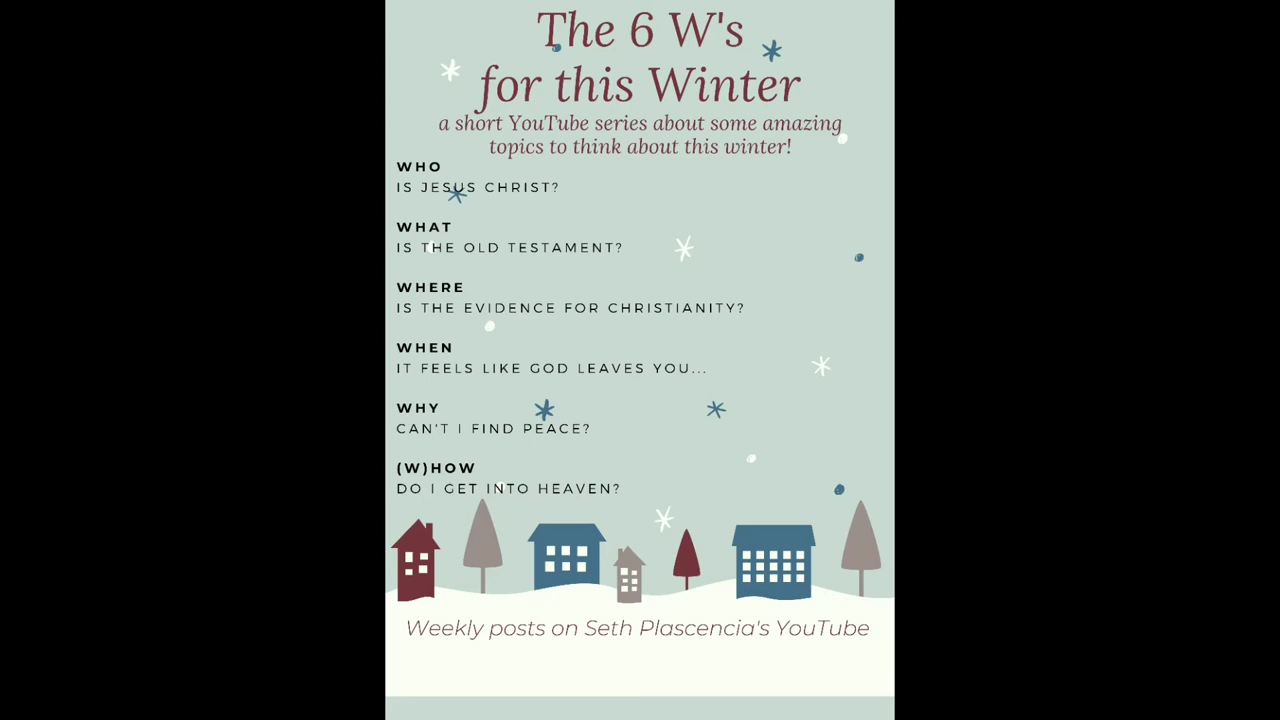 The 6 W's
for this Winter
a short YouTube series about some amazing
topics to think about this winter!
WHO
IS JESUS CHRIST?
WHAT
IS THE OLD TESTAMENT?
WHERE
IS THE EVIDENCE FOR CHRISTIANITY?
WHEN
IT FEELS LIKE GOD LEAVES YOU...
WHY
CAN'T I FIND PEACE?
(W)HOW
DO I GET INTO HEAVEN?
Weekly posts on Seth Plascencia's YouTube